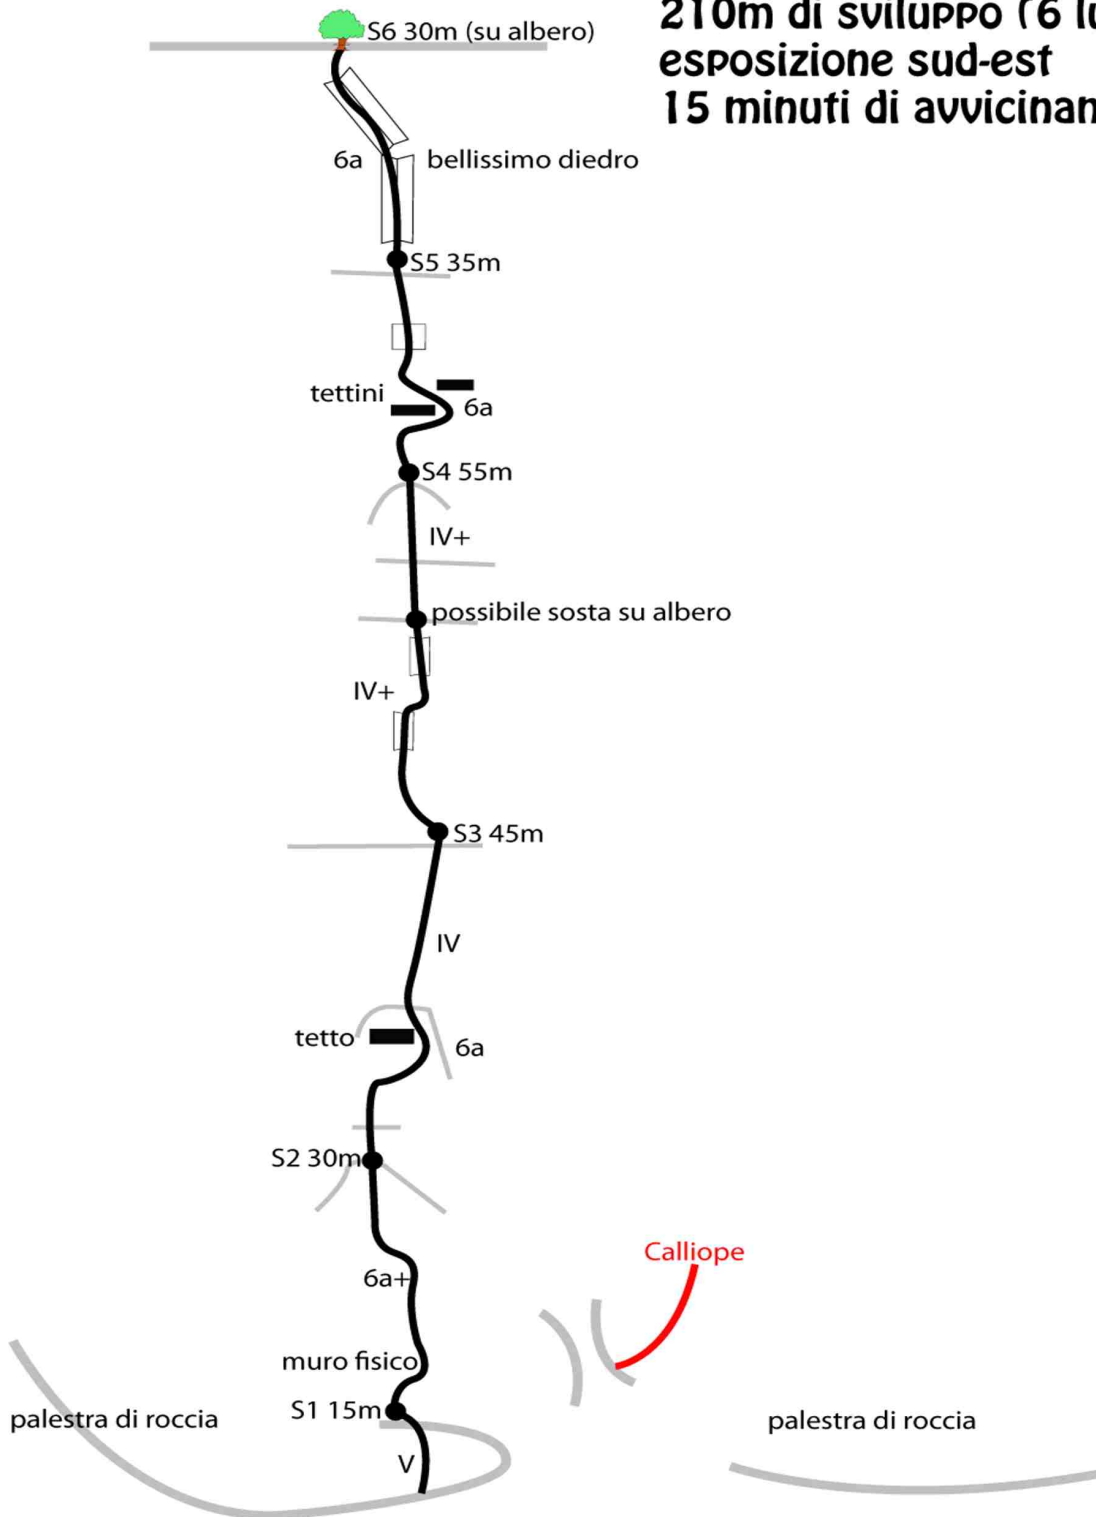 210m di sviluppo (6
esposizione sud-est
15 minuti di
S6 30m (su albero)
6a
bellissimo diedro
S5 35m
tettini
6a
S4 55m
IV+
possibile sosta su albero
IV+
S3 45m
IV
tetto
6a
S2 30m
Calliope
6a+
muro fisico
S1 15m
palestra di roccia
palestra di roccia
V